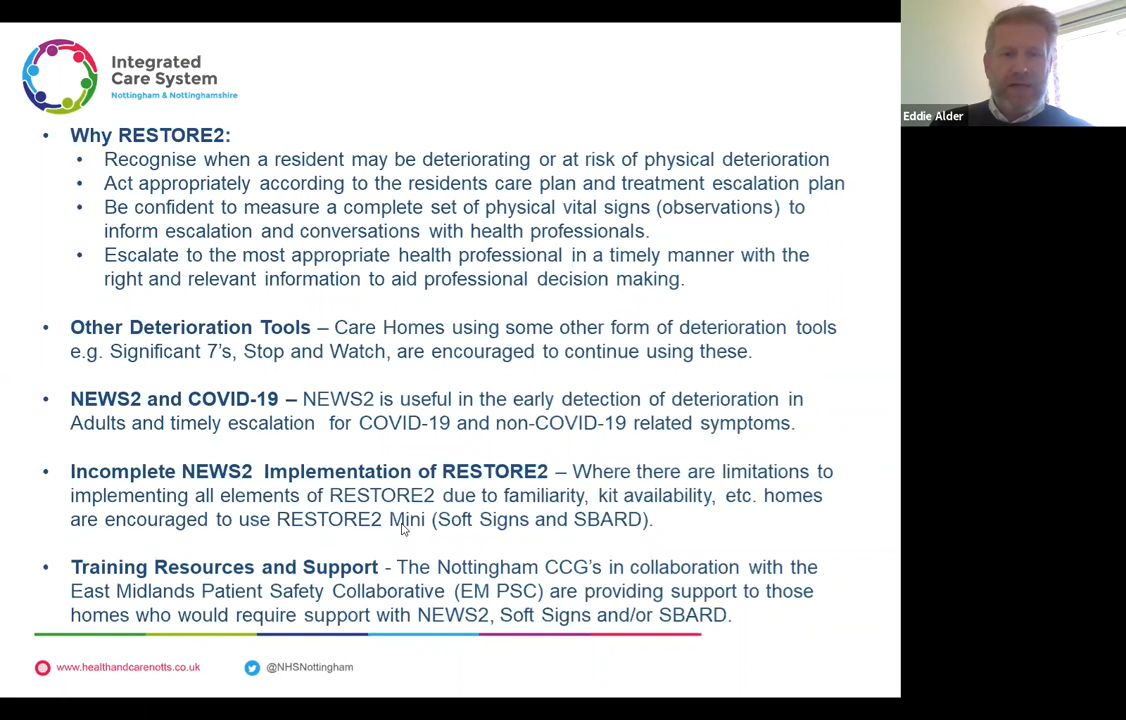 Integrated
Care System
Nottingham & Nottinghamshire
Eddie Alder
• Why RESTORE2:
• Recognise when a resident may be deteriorating or at risk of physical deterioration
• Act appropriately according to the residents care plan and treatment escalation plan
• Be confident to measure a complete set of physical vital signs (observations) to
inform escalation and conversations with health professionals.
• Escalate to the most appropriate health professional in a timely manner with the
right and relevant information to aid professional decision making.
• Other Deterioration Tools – Care Homes using some other form of deterioration tools
e.g. Significant 7's, Stop and Watch, are encouraged to continue using these.
• NEWS2 and COVID-19 – NEWS2 is useful in the early detection of deterioration in
Adults and timely escalation for COVID-19 and non-COVID-19 related symptoms.
• Incomplete NEWS2 Implementation of RESTORE2 – Where there are limitations to
implementing all elements of RESTORE2 due to familiarity, kit availability, etc. homes
are encouraged to use RESTORE2 Mini (Soft Signs and SBARD).
• Training Resources and Support - The Nottingham CCG's in collaboration with the
East Midlands Patient Safety Collaborative (EM PSC) are providing support to those
homes who would require support with NEWS2, Soft Signs and/or SBARD.
www.healthandcarenotts.co.uk
@NHSNottingham